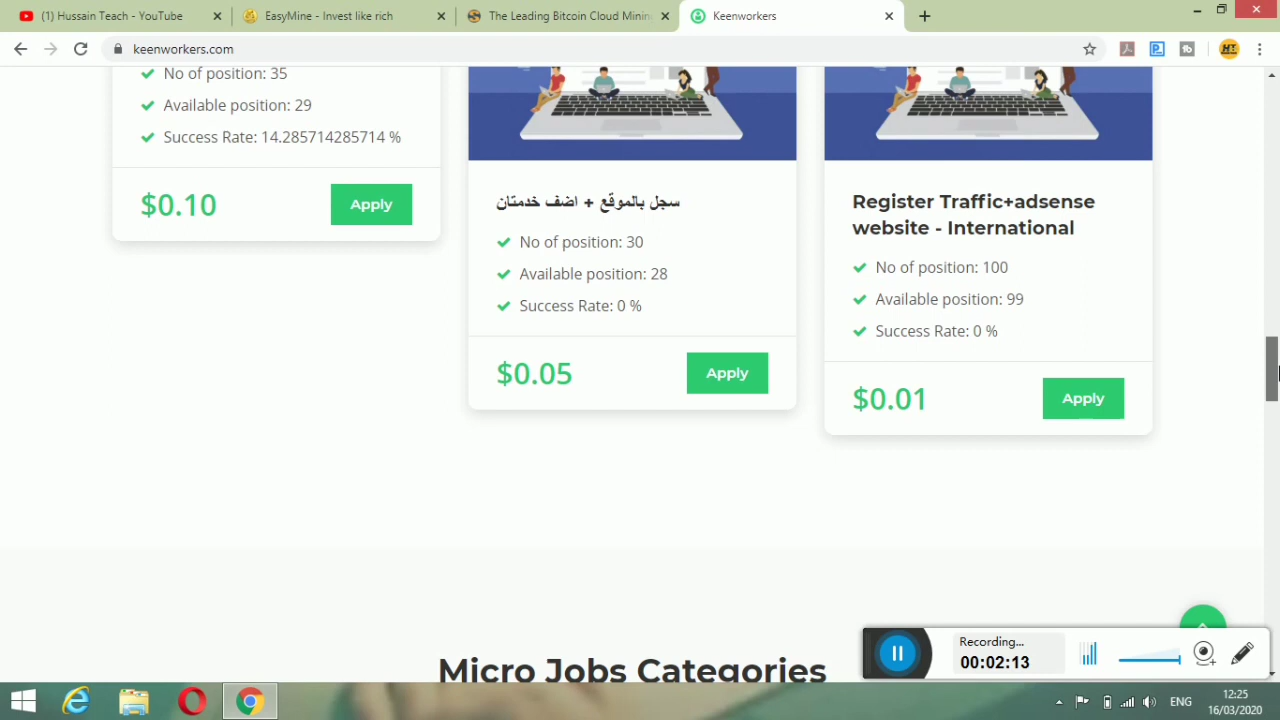 (1) Hussain Teach - YouTube
EasyMine - Invest like rich
The Leading Bitcoin Cloud Minin
Keenworkers
keenworkers.com
No of position: 35
Available position: 29
Success Rate: 14.285714285714 %
$0.10
Apply
سجل بالموقع + اضف خدمتان
No of position: 30
Available position: 28
Success Rate: 0 %
$0.05
Apply
Register Traffic+adsense
website - International
No of position: 100
Available position: 99
Success Rate: 0 %
$0.01
Apply
Micro Jobs Categories
Recording...
00:02:13
ENG
12:25
16/03/2020